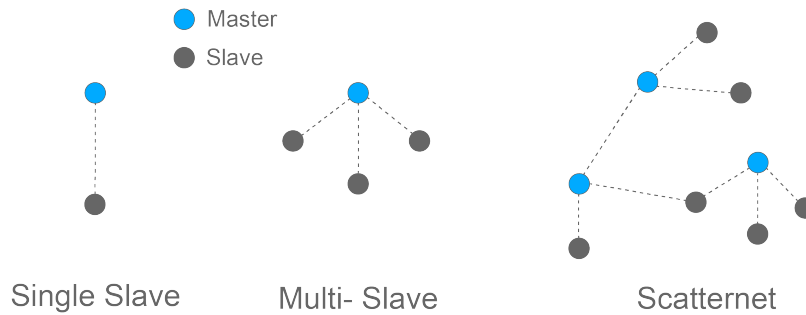 Master
Slave
Single Slave
Multi- Slave
Scatternet